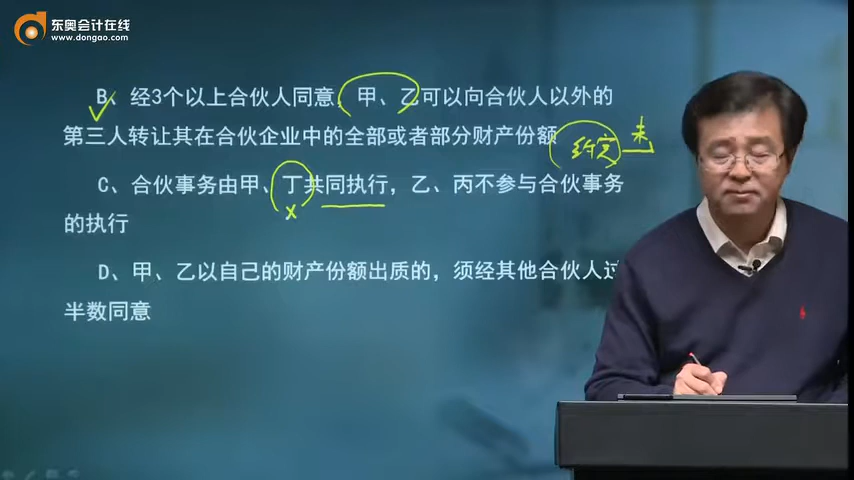 东奥会计在线
www.dongao.com
B、经3个以上合伙人同意，甲、乙可以向合伙人以外的
第三人转让其在合伙企业中的全部或者部分财产份额
约定 未
C、合伙事务由甲、丁共同执行，乙、丙不参与合伙事务
的执行
D、甲、乙以自己的财产份额出质的，须经其他合伙人过
半数同意